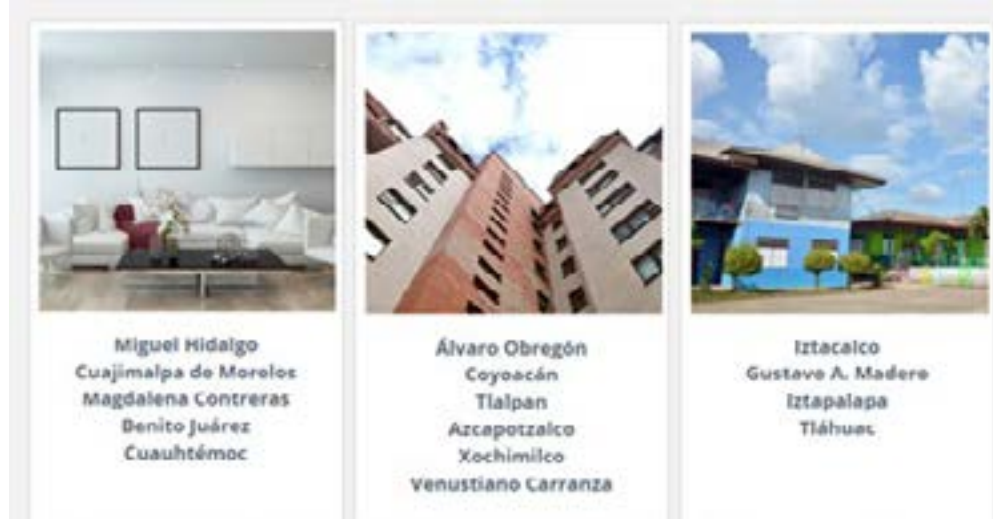 Miguel Hidalgo
Cuajimalpa de Morelos
Magdalena Contreras
Benito Juárez
Cuauhtémoc
Álvaro Obregón
Coyoacán
Tlalpan
Azcapotzalco
Xochimilco
Venustiano Carranza
Iztacalco
Gustavo A. Madero
Iztapalapa
Tláhuac